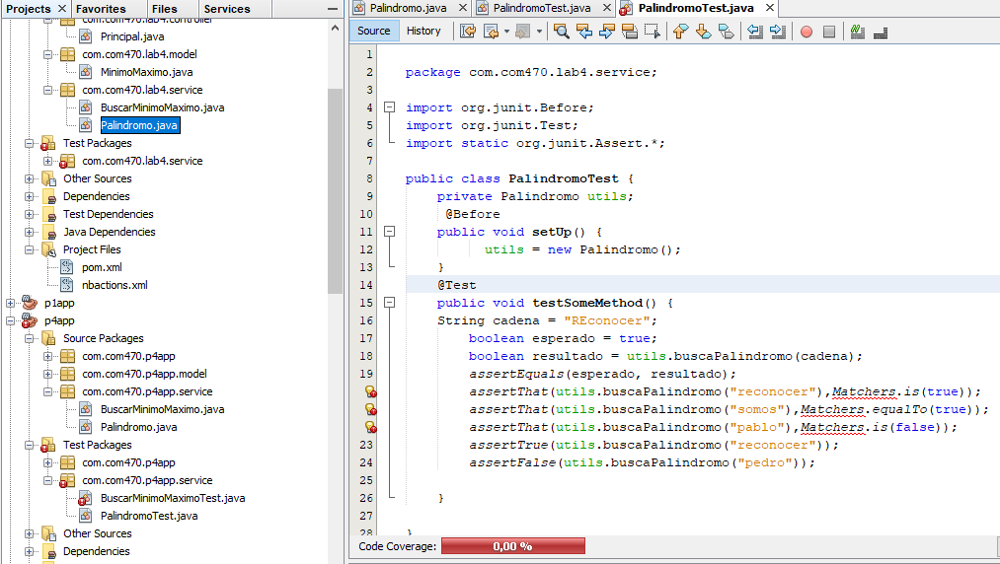 Projects × Favorites Files Services
com.com470.lab4.controller
Principal.java
com.com470.lab4.model
MinimoMaximo.java
com.com470.lab4.service
BuscarMinimoMaximo.java
Palindromo.java
Test Packages
com.com470.lab4.service
Other Sources
Dependencies
Test Dependencies
Java Dependencies
Project Files
pom.xml
nbactions.xml
p1app
p4app
Source Packages
com.com470.p4app
com.com470.p4app.model
com.com470.p4app.service
BuscarMinimoMaximo.java
Palindromo.java
Test Packages
com.com470.p4app
com.com470.p4app.service
BuscarMinimoMaximoTest.java
PalindromoTest.java
Other Sources
Dependencies
Palindromo.java × PalindromoTest.java × PalindromoTest.java ×
Source History
1
2 package com.com470.lab4.service;
3
4 import org.junit.Before;
5 import org.junit.Test;
6 import static org.junit.Assert.*;
7
8 public class PalindromoTest {
9 private Palindromo utils;
10 @Before
11 public void setUp() {
12 utils = new Palindromo();
13 }
14 @Test
15 public void testSomeMethod() {
16 String cadena = "REconocer";
17 boolean esperado = true;
18 boolean resultado = utils.buscaPalindromo(cadena);
19 assertEquals(esperado, resultado);
assertThat(utils.buscaPalindromo("reconocer"),Matchers.is(true));
assertThat(utils.buscaPalindromo("somos"),Matchers.equalTo(true));
assertThat(utils.buscaPalindromo("pablo"),Matchers.is(false));
23 assertTrue(utils.buscaPalindromo("reconocer"));
24 assertFalse(utils.buscaPalindromo("pedro"));
25
26 }
27
28 }
Code Coverage: 0,00 %